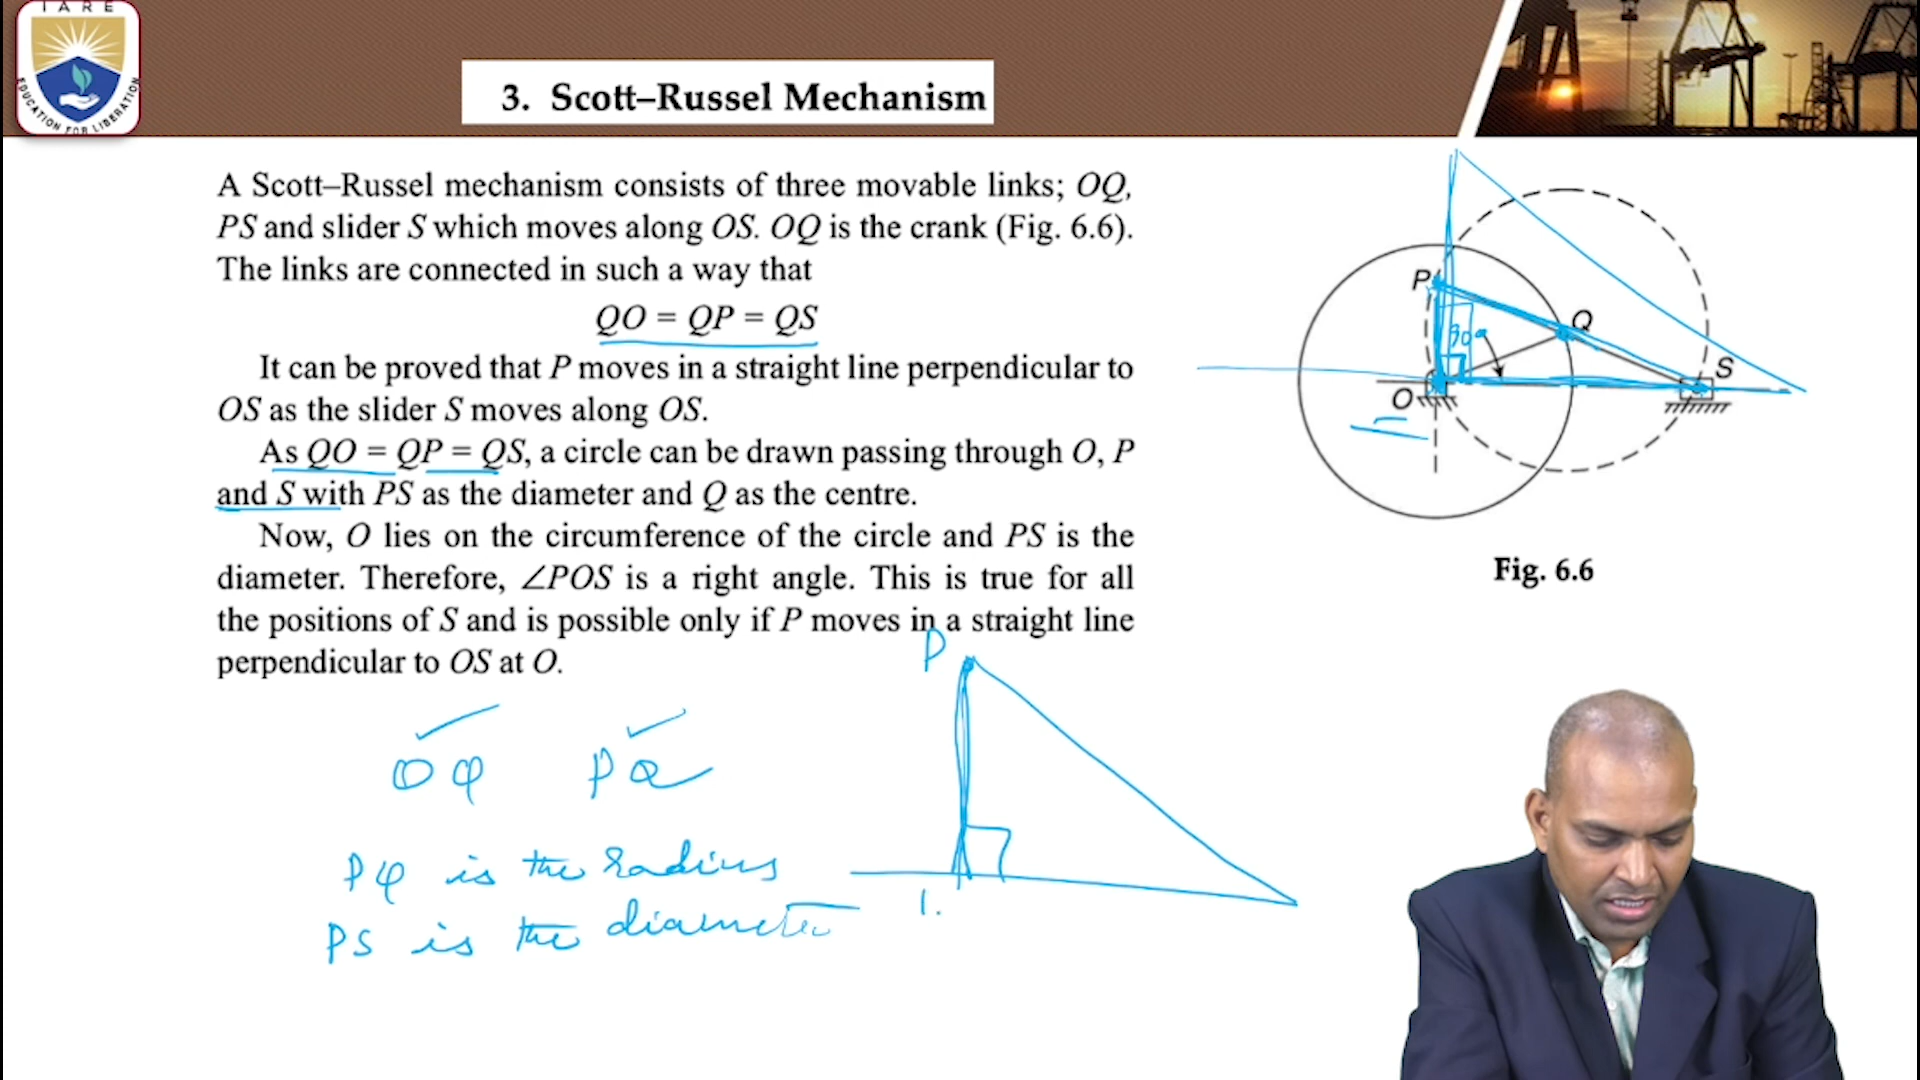 IARE
EDUCATION FOR LIBERATION
3. Scott–Russel Mechanism
A Scott–Russel mechanism consists of three movable links; OQ,
PS and slider S which moves along OS. OQ is the crank (Fig. 6.6).
The links are connected in such a way that
QO = QP = QS
It can be proved that P moves in a straight line perpendicular to
OS as the slider S moves along OS.
As QO = QP = QS, a circle can be drawn passing through O, P
and S with PS as the diameter and Q as the centre.
Now, O lies on the circumference of the circle and PS is the
diameter. Therefore, ∠POS is a right angle. This is true for all
the positions of S and is possible only if P moves in a straight line
perpendicular to OS at O.
P
Q
S
O
Fig. 6.6
P
OQ PQ
PQ is the radius
PS is the diameter
1.